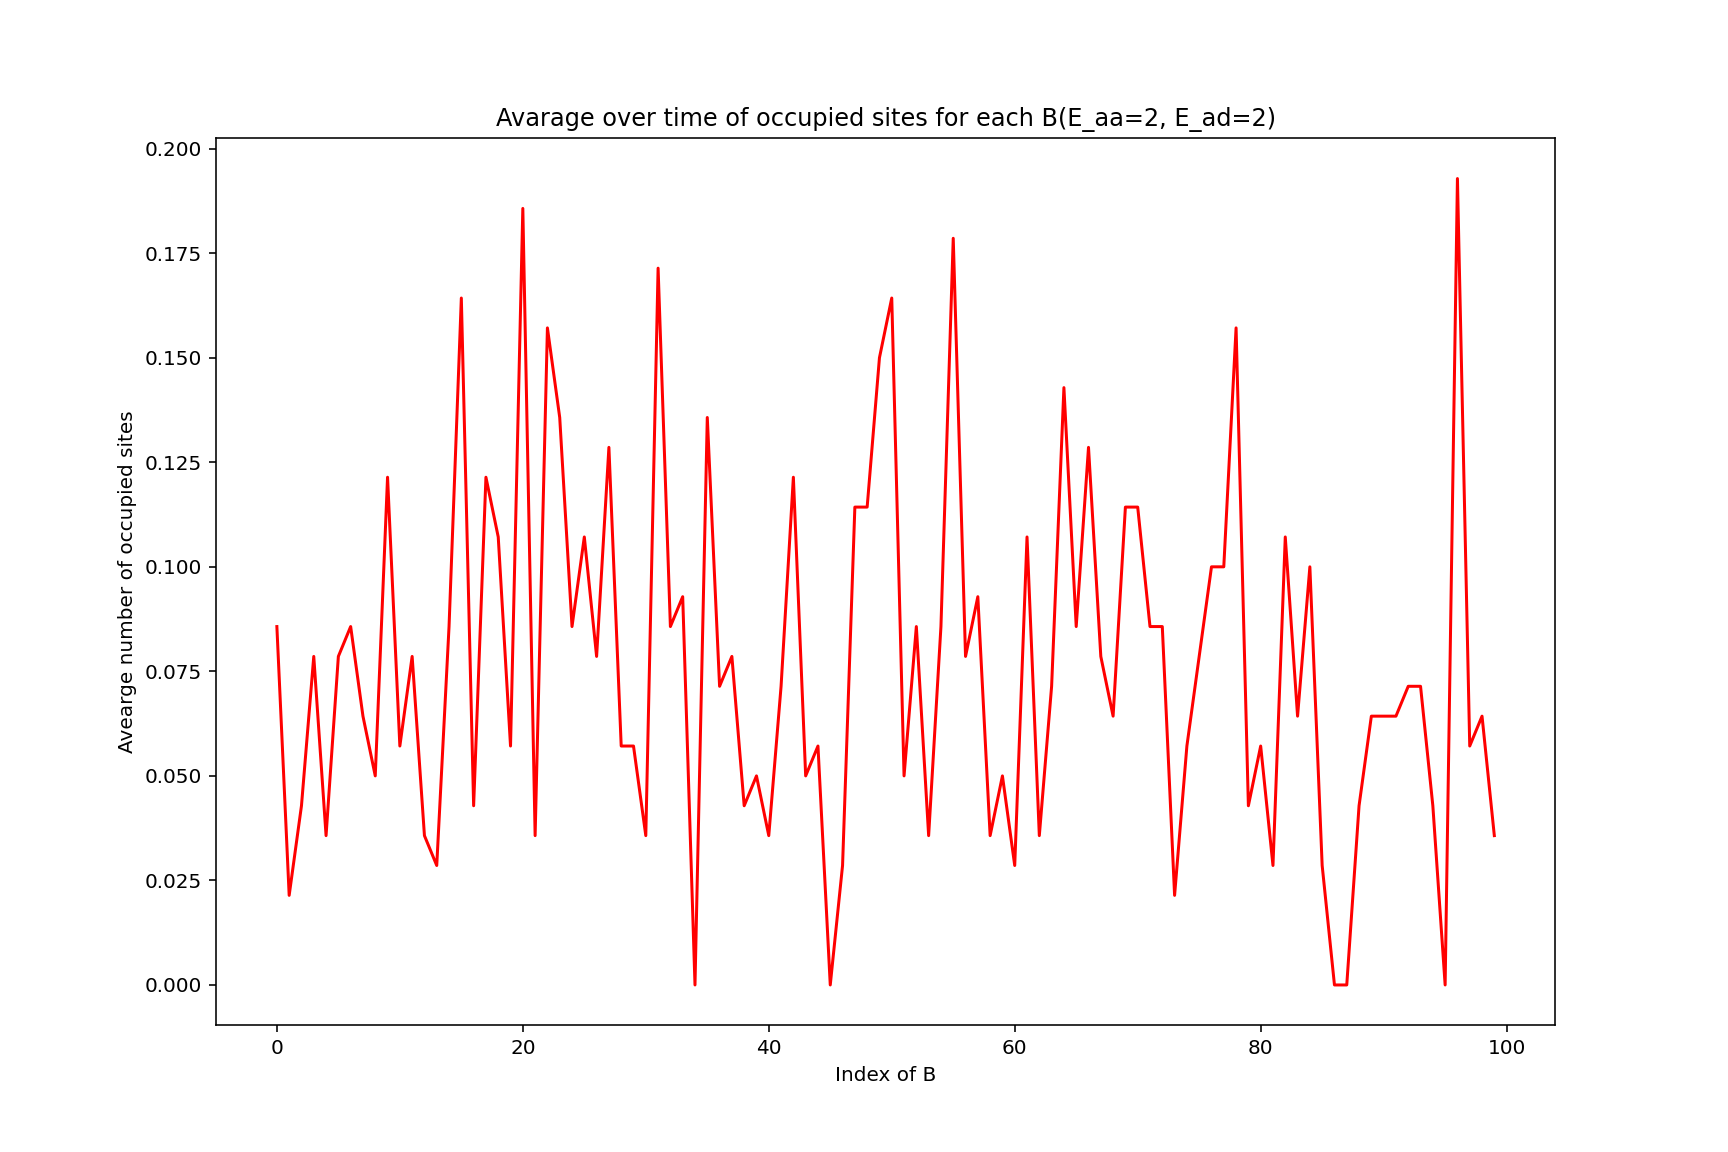 Avarage over time of occupied sites for each B(E_aa=2, E_ad=2)
0.200
0.175
0.150
0.125
0.100
0.075
0.050
0.025
0.000
Avearge number of occupied sites
0 20 40 60 80 100
Index of B